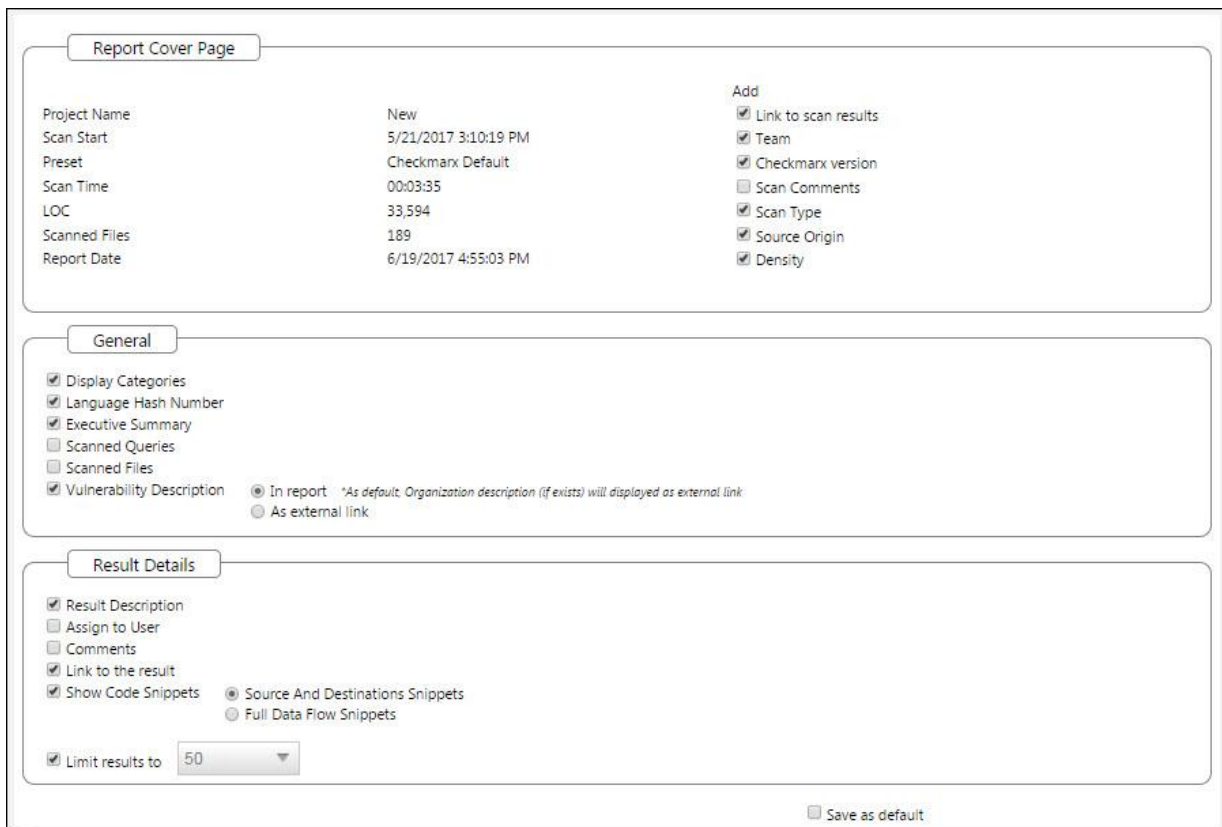 Report Cover Page
Add
Project Name New Link to scan results
Scan Start 5/21/2017 3:10:19 PM Team
Preset Checkmarx Default Checkmarx version
Scan Time 00:03:35 Scan Comments
LOC 33,594 Scan Type
Scanned Files 189 Source Origin
Report Date 6/19/2017 4:55:03 PM Density
General
Display Categories
Language Hash Number
Executive Summary
Scanned Queries
Scanned Files
Vulnerability Description In report *As default, Organization description (if exists) will displayed as external link
As external link
Result Details
Result Description
Assign to User
Comments
Link to the result
Show Code Snippets Source And Destinations Snippets
Full Data Flow Snippets
Limit results to 50
Save as default